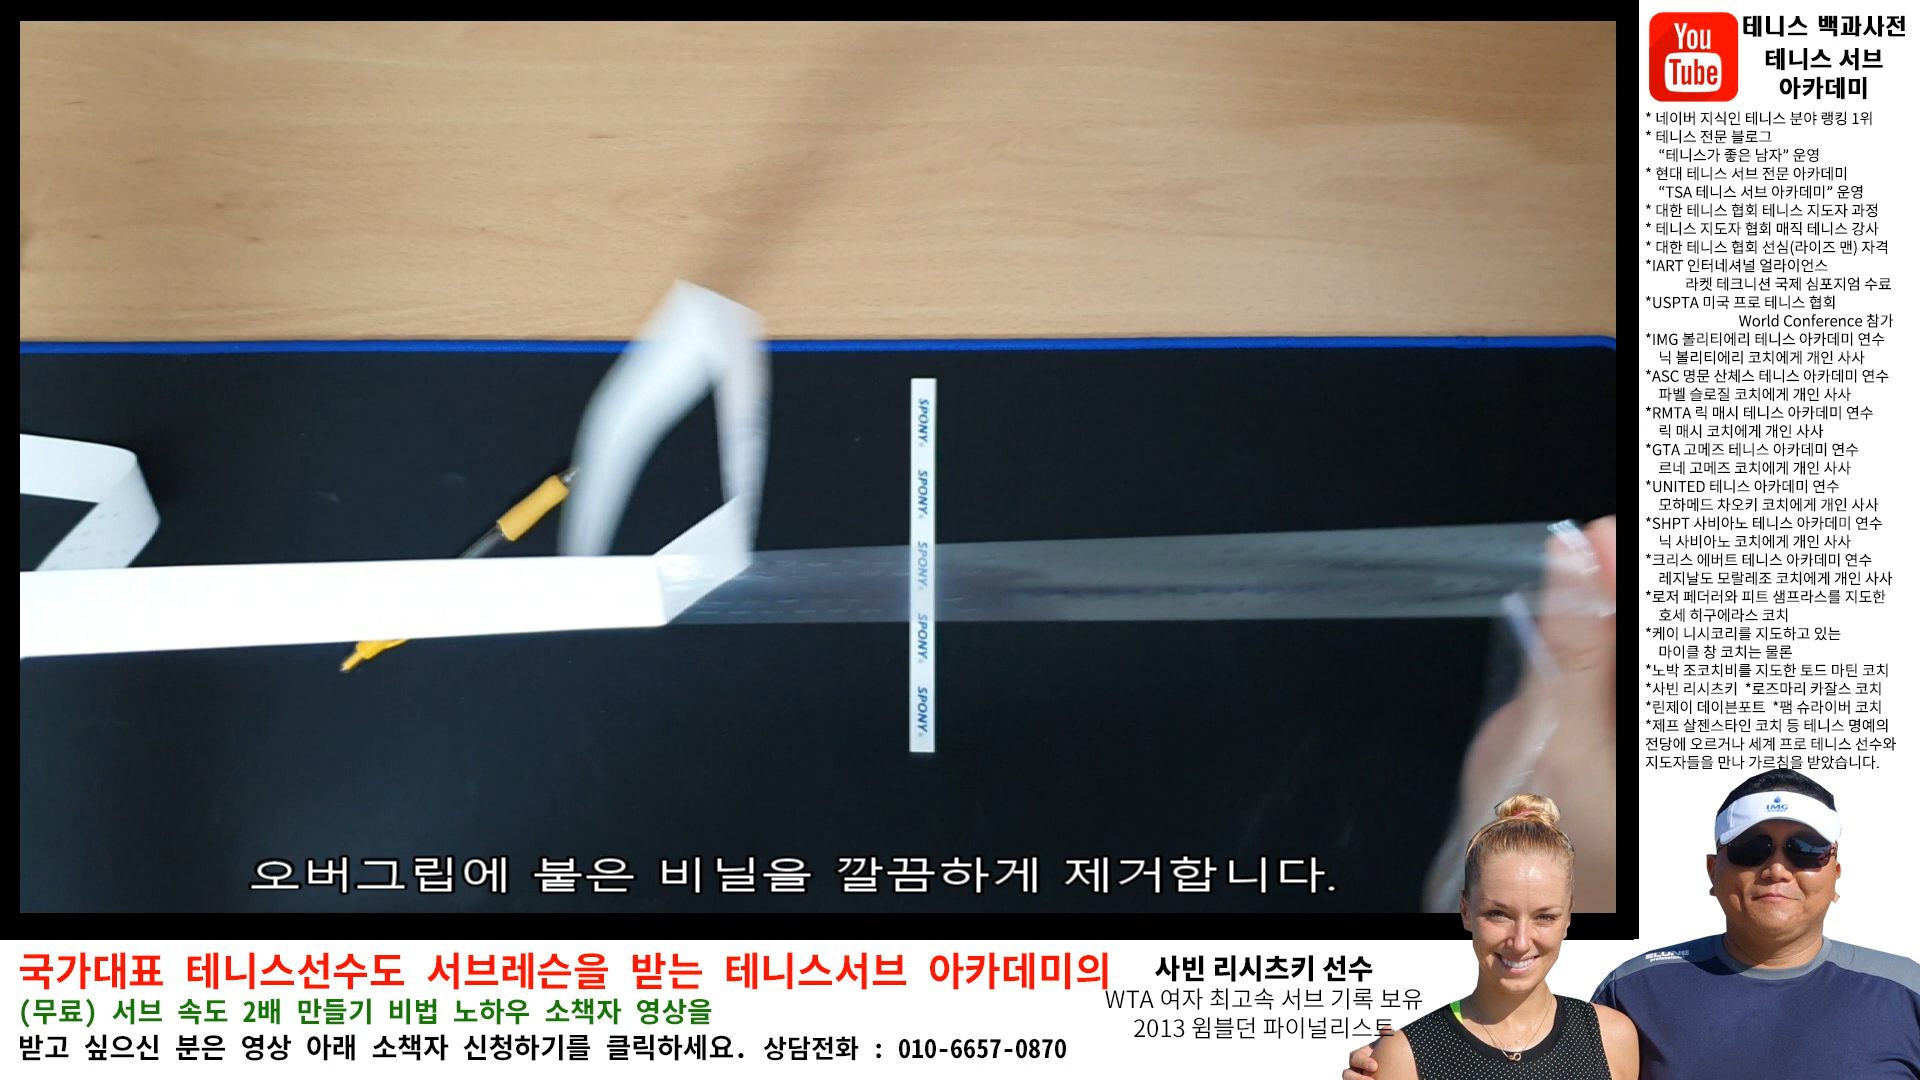 You
Tube
테니스 백과사전
테니스 서브
아카데미
* 네이버 지식인 테니스 분야 랭킹 1위
* 테니스 전문 블로그
“테니스가 좋은 남자” 운영
* 현대 테니스 서브 전문 아카데미
“TSA 테니스 서브 아카데미” 운영
* 대한 테니스 협회 테니스 지도자 과정
* 테니스 지도자 협회 매직 테니스 강사
* 대한 테니스 협회 선심(라이즈 맨) 자격
*IART 인터네셔널 얼라이언스
라켓 테크니션 국제 심포지엄 수료
*USPTA 미국 프로 테니스 협회
World Conference 참가
*IMG 볼리티에리 테니스 아카데미 연수
닉 볼리티에리 코치에게 개인 사사
*ASC 명문 산체스 테니스 아카데미 연수
파벨 슬로질 코치에게 개인 사사
*RMTA 릭 매시 테니스 아카데미 연수
릭 매시 코치에게 개인 사사
*GTA 고메즈 테니스 아카데미 연수
르네 고메즈 코치에게 개인 사사
*UNITED 테니스 아카데미 연수
모하메드 차오키 코치에게 개인 사사
*SHPT 사비아노 테니스 아카데미 연수
닉 사비아노 코치에게 개인 사사
*크리스 에버트 테니스 아카데미 연수
레지날도 모랄레조 코치에게 개인 사사
*로저 페더러와 피트 샘프라스를 지도한
호세 히구에라스 코치
*케이 니시코리를 지도하고 있는
마이클 창 코치는 물론
*노박 조코치비를 지도한 토드 마틴 코치
*사빈 리시츠키 *로즈마리 카잘스 코치
*린제이 데이븐포트 *팸 슈라이버 코치
*제프 살젠스타인 코치 등 테니스 명예의
전당에 오르거나 세계 프로 테니스 선수와
지도자들을 만나 가르침을 받았습니다.
SPONY
SPONY
SPONY
SPONY
SPONY
오버그립에 붙은 비닐을 깔끔하게 제거합니다.
IMG
ELUNE
professional
국가대표 테니스선수도 서브레슨을 받는 테니스서브 아카데미의
(무료) 서브 속도 2배 만들기 비법 노하우 소책자 영상을
받고 싶으신 분은 영상 아래 소책자 신청하기를 클릭하세요. 상담전화 : 010-6657-0870
사빈 리시츠키 선수
WTA 여자 최고속 서브 기록 보유
2013 윔블던 파이널리스트